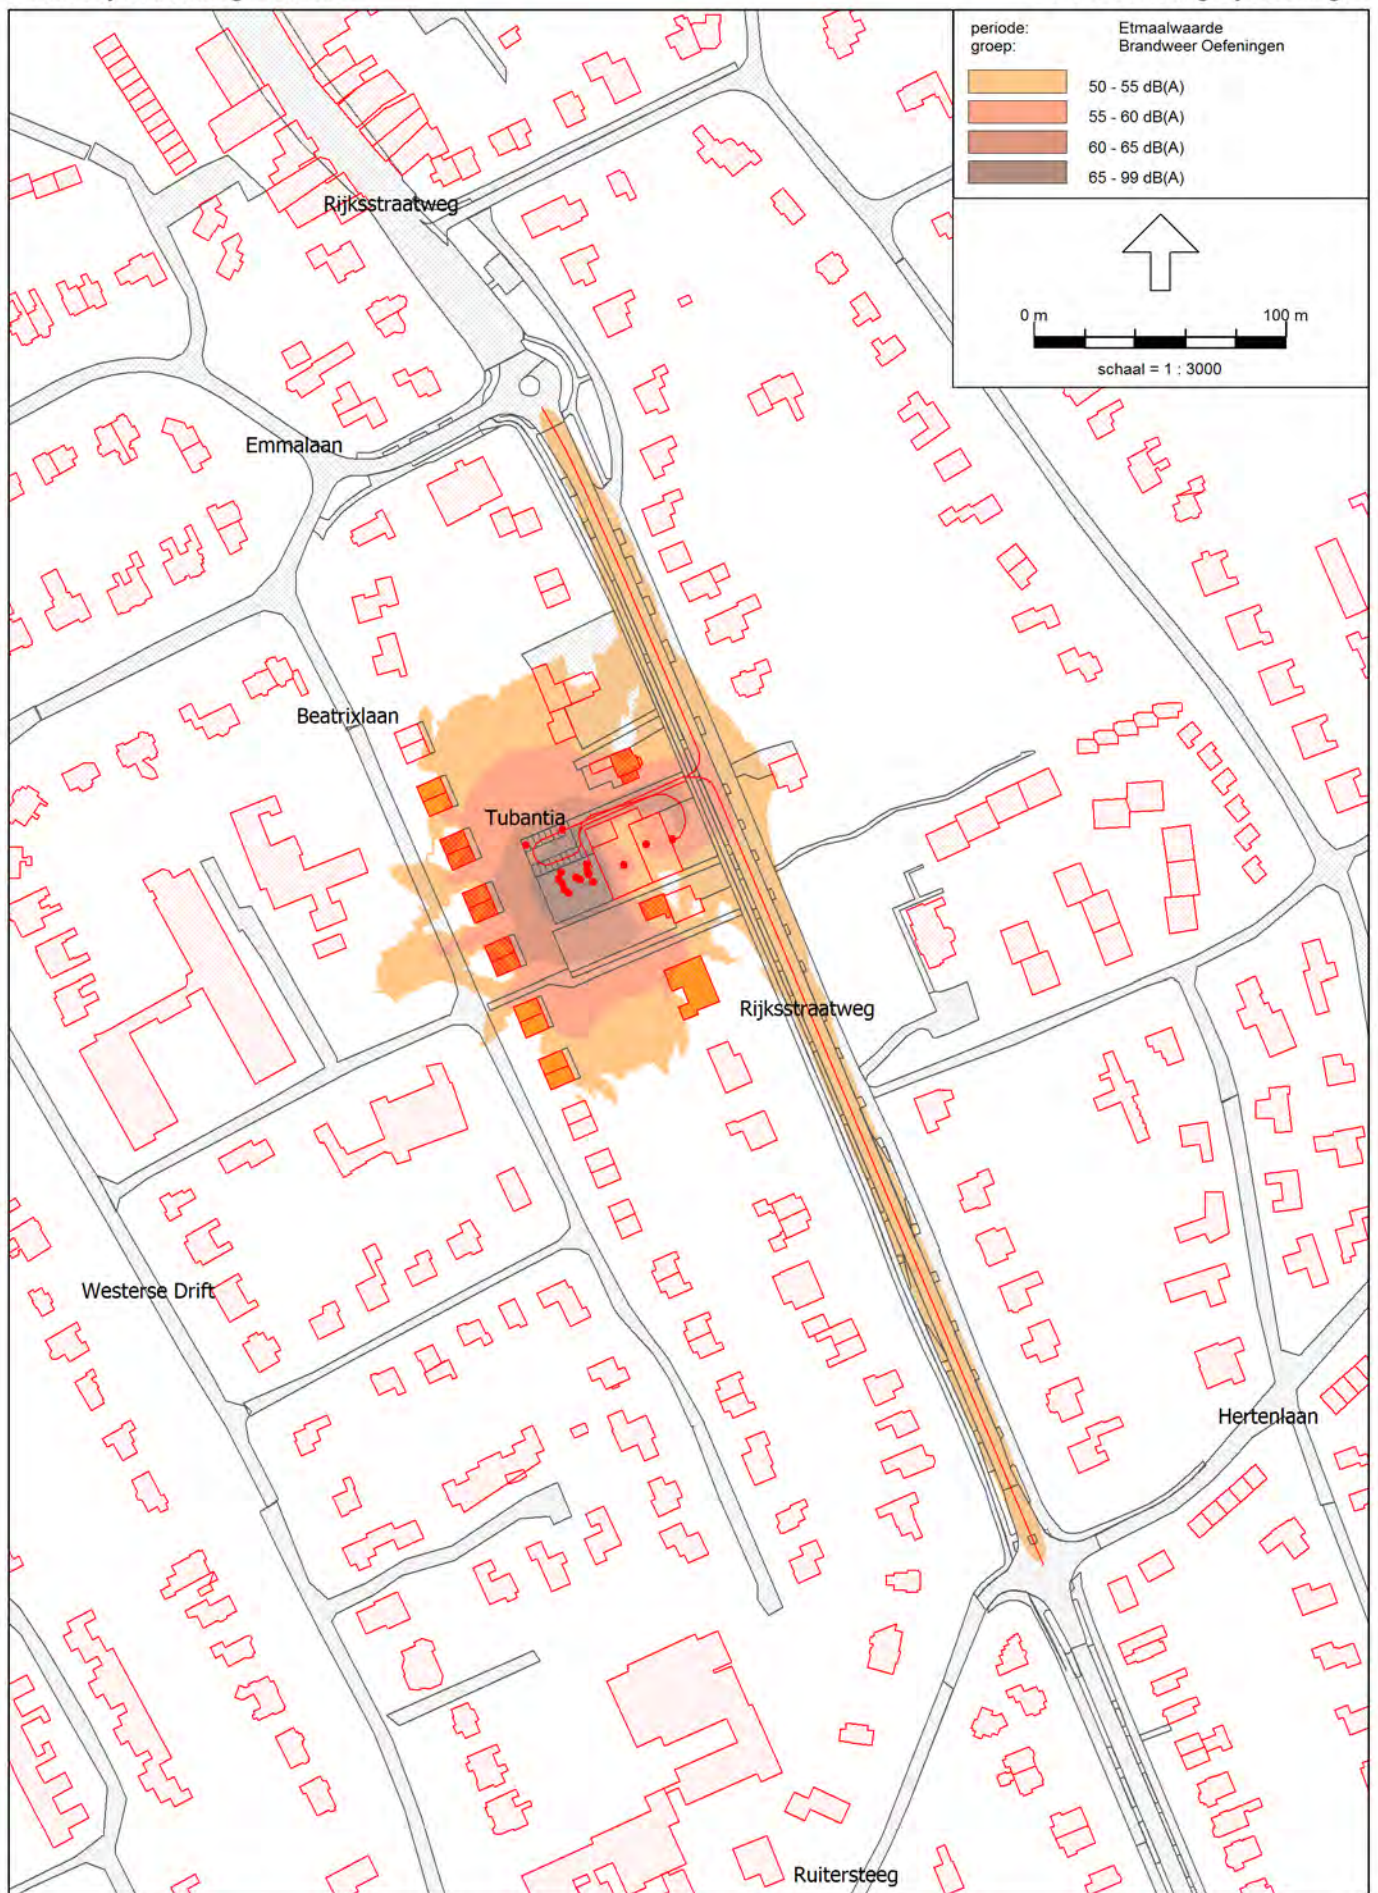 periode: Etmaalwaarde
groep: Brandweer Oefeningen
50 - 55 dB(A)
55 - 60 dB(A)
60 - 65 dB(A)
65 - 99 dB(A)
0 m 100 m
schaal = 1 : 3000
Rijksstraatweg
Emmalaan
Beatrixlaan
Tubantia
Rijksstraatweg
Westerse Drift
Hertenlaan
Ruitersteeg